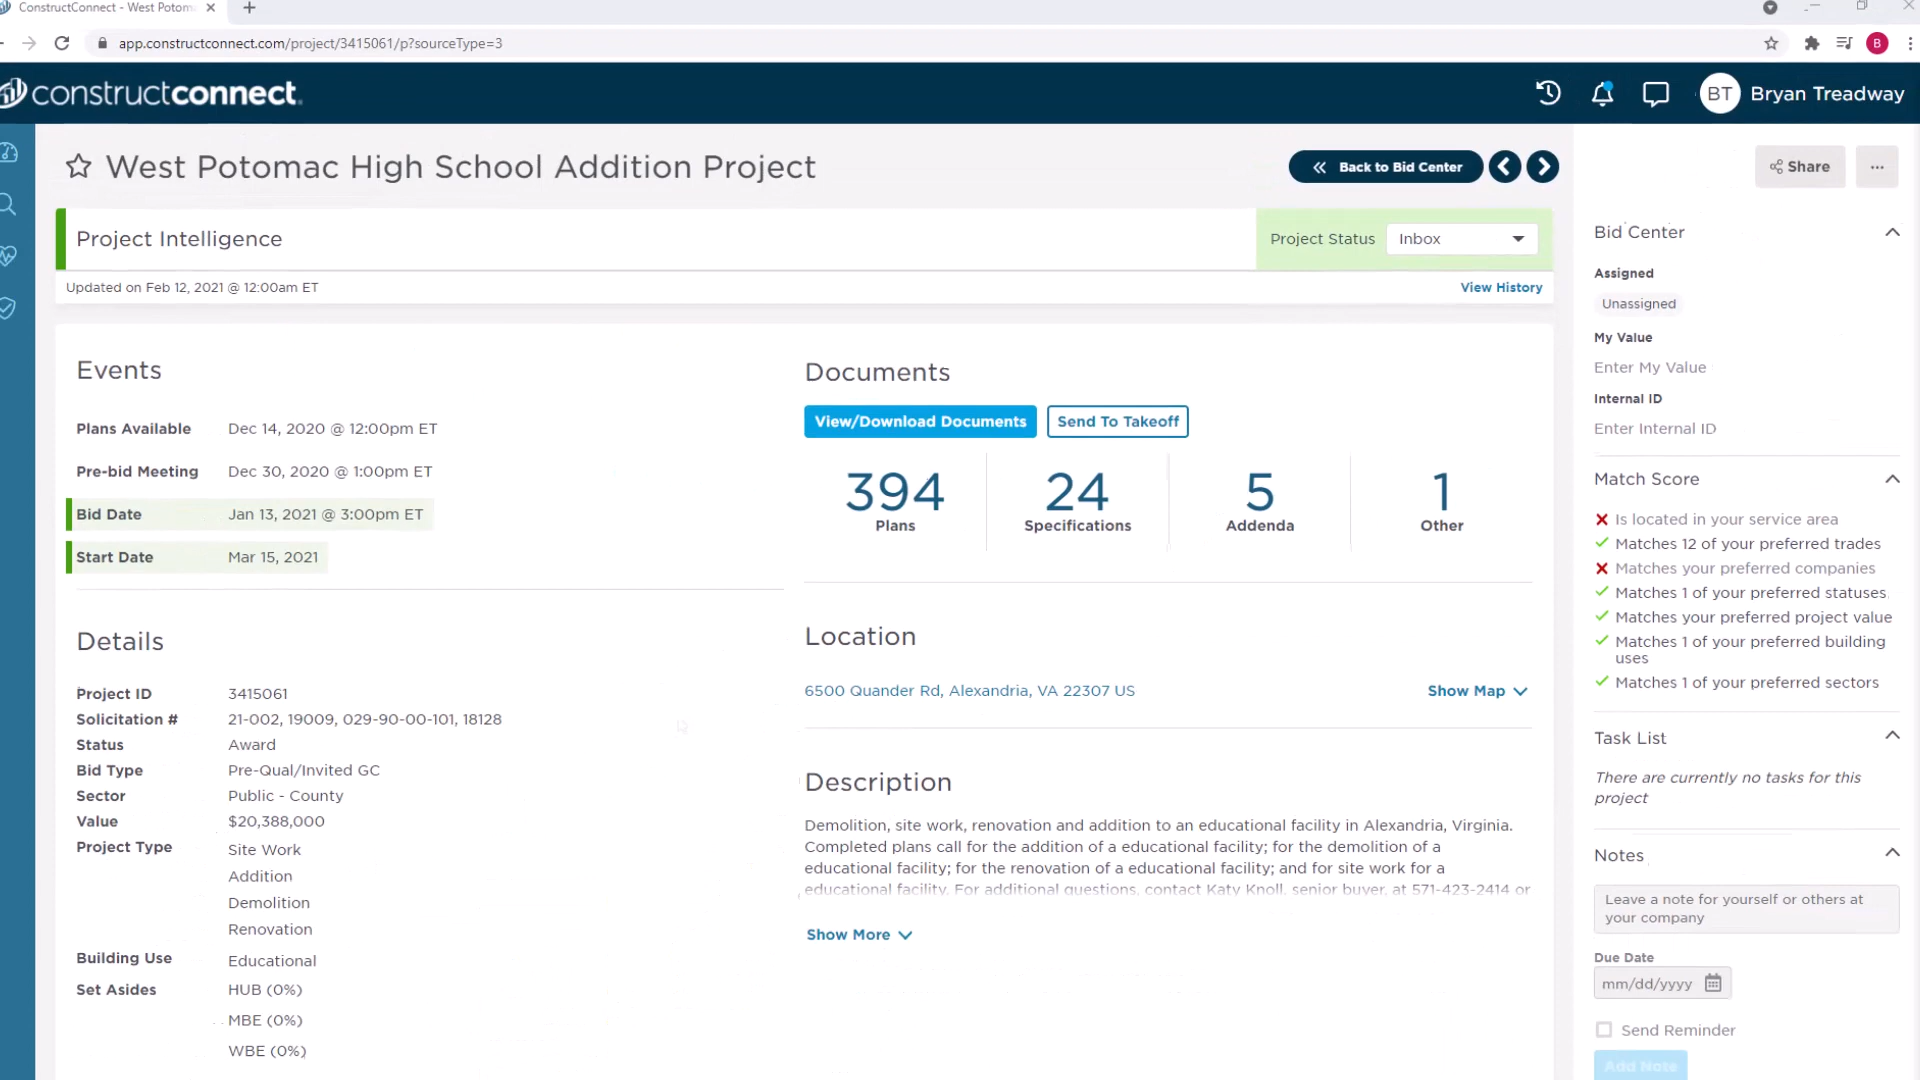 ConstructConnect - West Potom
app.constructconnect.com/project/3415061/p?sourceType=3
B
constructconnect.
BT Bryan Treadway
West Potomac High School Addition Project
Back to Bid Center
Share
...
Project Intelligence
Project Status Inbox
Updated on Feb 12, 2021 @ 12:00am ET
View History
Events
Plans Available Dec 14, 2020 @ 12:00pm ET
Pre-bid Meeting Dec 30, 2020 @ 1:00pm ET
Bid Date Jan 13, 2021 @ 3:00pm ET
Start Date Mar 15, 2021
Details
Project ID 3415061
Solicitation # 21-002, 19009, 029-90-00-101, 18128
Status Award
Bid Type Pre-Qual/Invited GC
Sector Public - County
Value $20,388,000
Project Type Site Work
Addition
Demolition
Renovation
Building Use Educational
Set Asides HUB (0%)
MBE (0%)
WBE (0%)
Documents
View/Download Documents Send To Takeoff
394 24 5 1
Plans Specifications Addenda Other
Location
6500 Quander Rd, Alexandria, VA 22307 US
Show Map
Description
Demolition, site work, renovation and addition to an educational facility in Alexandria, Virginia.
Completed plans call for the addition of a educational facility; for the demolition of a
educational facility; for the renovation of a educational facility; and for site work for a
educational facility. For additional questions, contact Katy Knoll, senior buyer, at 571-423-2414 or
Show More
Bid Center
Assigned
Unassigned
My Value
Enter My Value
Internal ID
Enter Internal ID
Match Score
Is located in your service area
Matches 12 of your preferred trades
Matches your preferred companies
Matches 1 of your preferred statuses
Matches your preferred project value
Matches 1 of your preferred building
uses
Matches 1 of your preferred sectors
Task List
There are currently no tasks for this
project
Notes
Leave a note for yourself or others at
your company
Due Date
mm/dd/yyyy
Send Reminder
Add Note